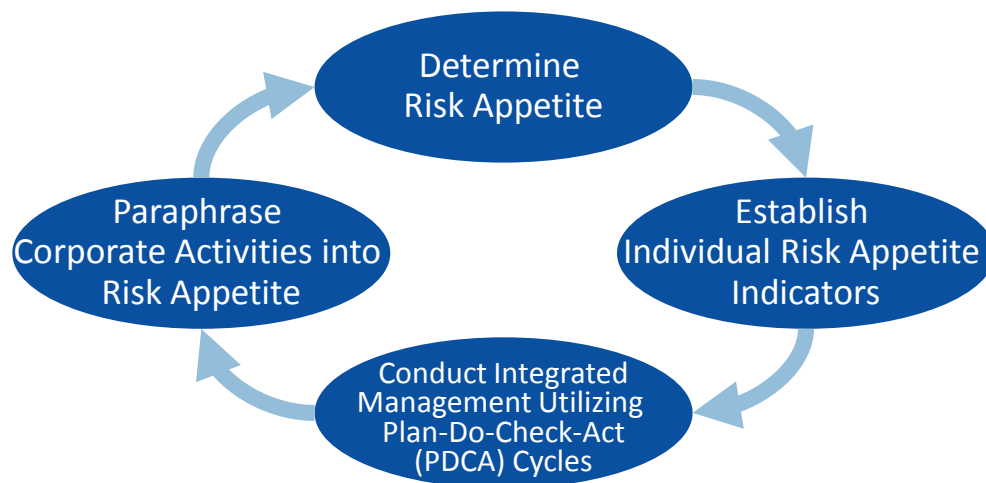 Determine
Risk Appetite
Paraphrase
Corporate Activities into
Risk Appetite
Establish
Individual Risk Appetite
Indicators
Conduct Integrated
Management Utilizing
Plan-Do-Check-Act
(PDCA) Cycles